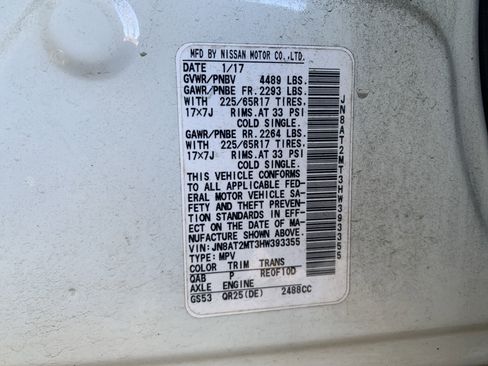 MFD BY NISSAN MOTOR CO.,LTD.
DATE 1/17
GVWR/PNBV 4489 LBS.
GAWR/PNBE FR. 2293 LBS.
WITH 225/65R17 TIRES.
17×7J RIMS.AT 33 PSI
COLD SINGLE.
GAWR/PNBE RR. 2264 LBS.
WITH 225/65R17 TIRES.
17×7J RIMS.AT 33 PSI
COLD SINGLE.
THIS VEHICLE CONFORMS
TO ALL APPLICABLE FED-
ERAL MOTOR VEHICLE SA-
FETY AND THEFT PREVEN-
TION STANDARDS IN EFF-
ECT ON THE DATE OF MA-
NUFACTURE SHOWN ABOVE.
VIN: JN8AT2MT3HW393355
TYPE: MPV
COLOR TRIM TRANS
QAB P RE0F10D
AXLE ENGINE
GS53 QR25(DE) 2488CC
JN8AT2MT3HW393355